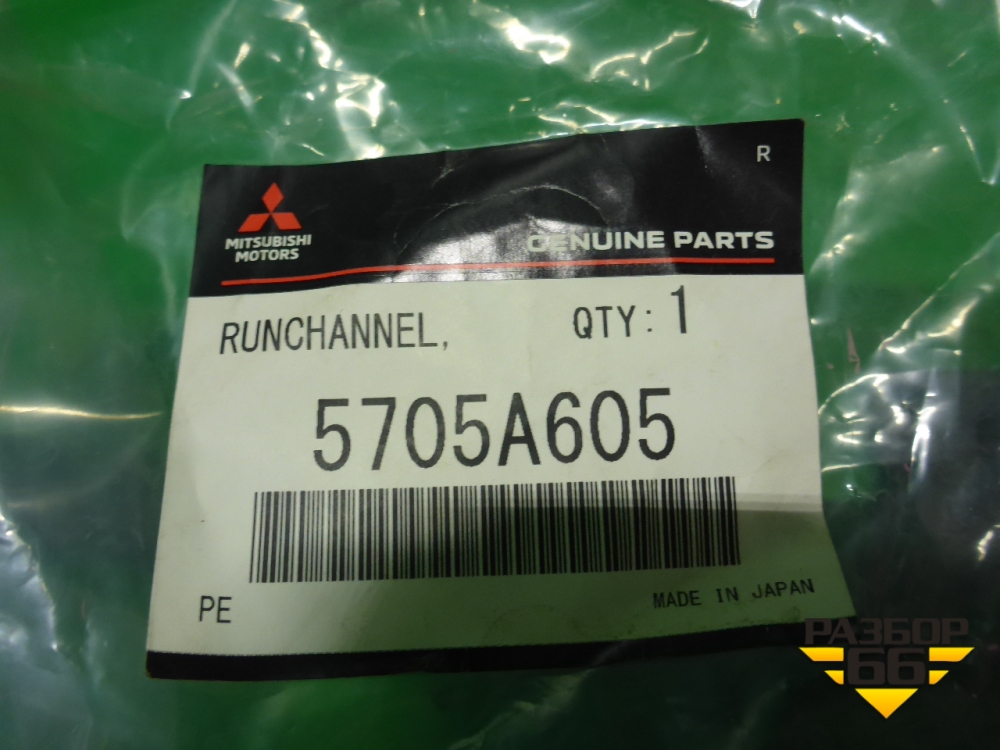 R
MITSUBISHI
MOTORS
GENUINE PARTS
RUNCHANNEL, QTY: 1
5705A605
PE
MADE IN JAPAN
РАЗБОР
66